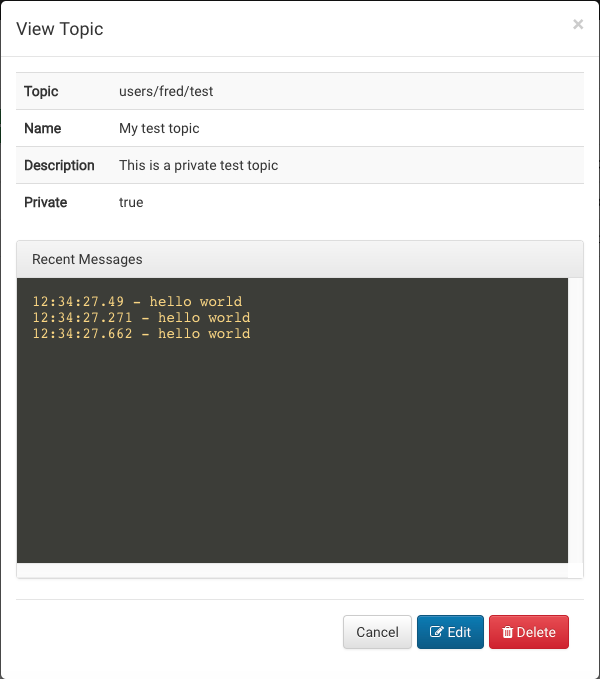 View Topic
×
Topic users/fred/test
Name My test topic
Description This is a private test topic
Private true
Recent Messages
12:34:27.49 - hello world
12:34:27.271 - hello world
12:34:27.662 - hello world
Cancel Edit Delete